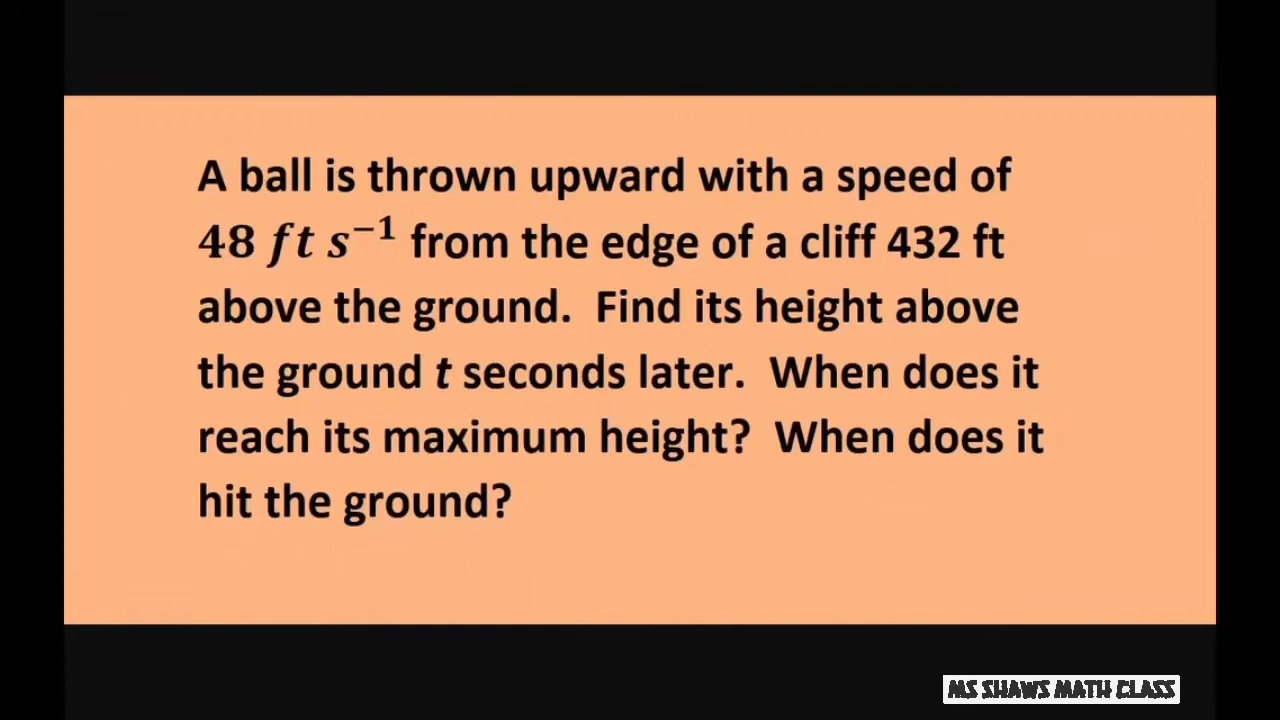 A ball is thrown upward with a speed of
48 ft s⁻¹ from the edge of a cliff 432 ft
above the ground.  Find its height above
the ground t seconds later.  When does it
reach its maximum height?  When does it
hit the ground?
MS SHAWS MATH CLASS